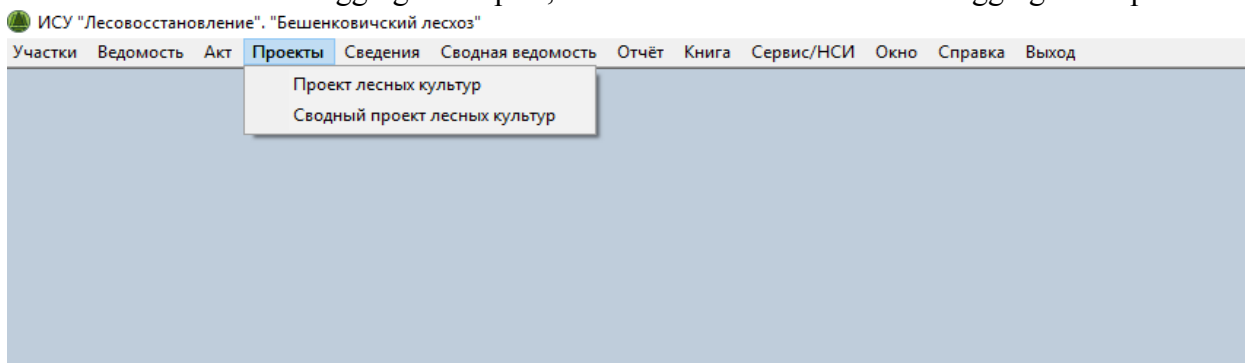 ИСУ "Лесовосстановление". "Бешенковичский лесхоз"
Участки Ведомость Акт Проекты Сведения Сводная ведомость Отчёт Книга Сервис/НСИ Окно Справка Выход
Проект лесных культур
Сводный проект лесных культур